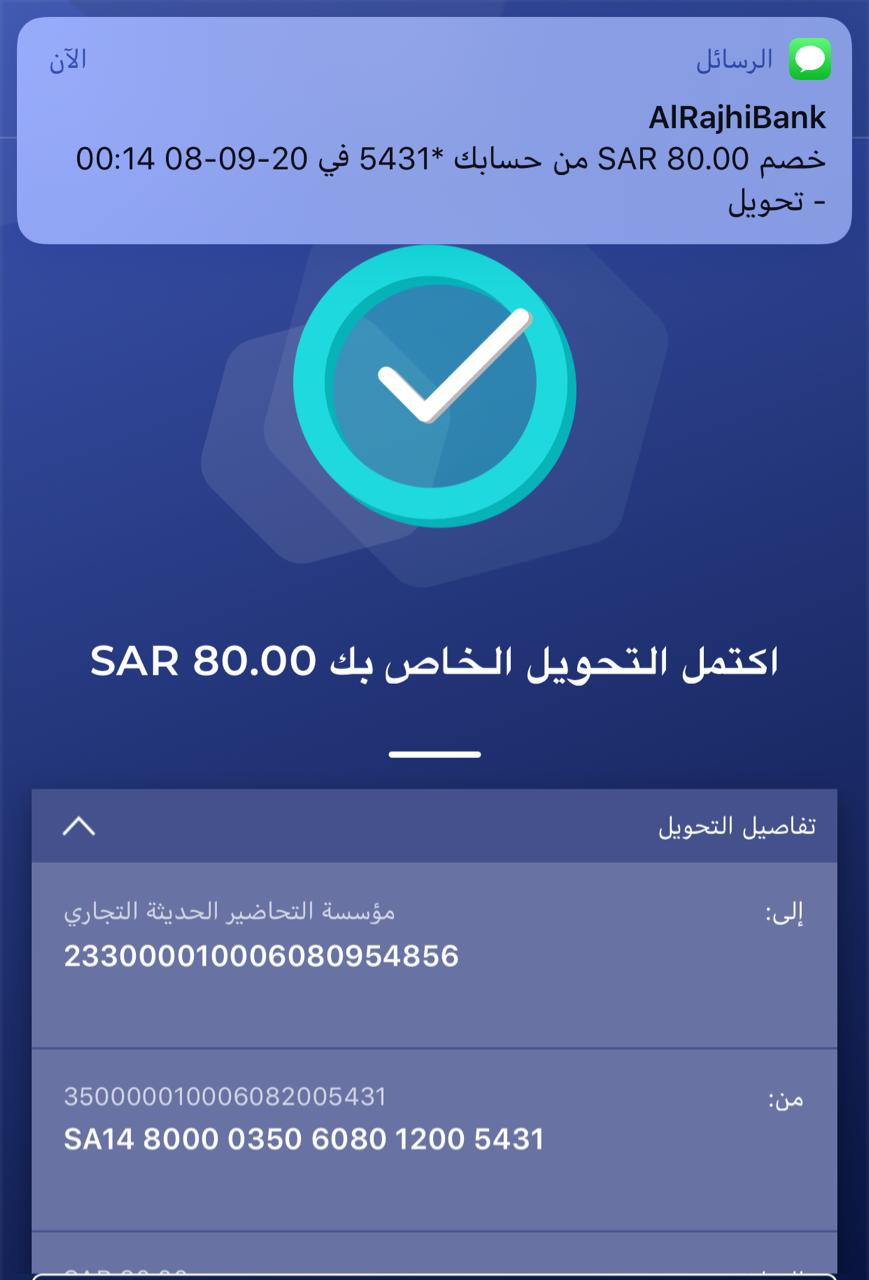 الرسائل
الآن
AlRajhiBank
خصم SAR 80.00 من حسابك *5431 في 20-09-08 00:14
- تحويل
اكتمل التحويل الخاص بك SAR 80.00
تفاصيل التحويل
إلى:
مؤسسة التحاضير الحديثة التجاري
233000010006080954856
من:
350000010006082005431
SA14 8000 0350 6080 1200 5431